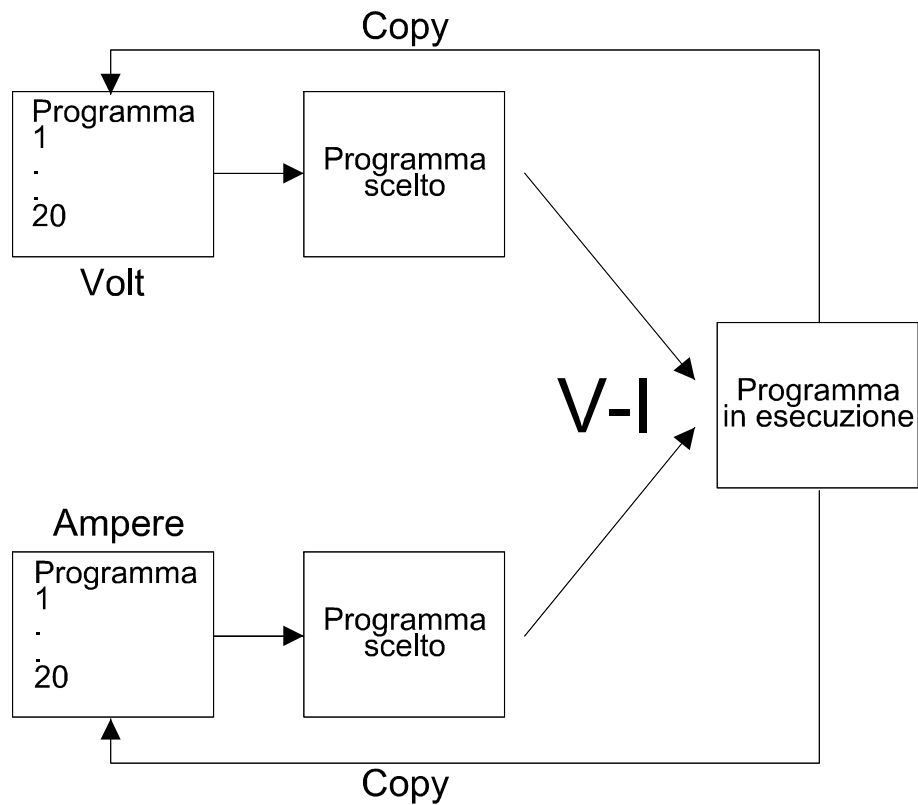 Copy
Programma
1
.
.
20
Programma
scelto
Volt
V-I
Programma
in esecuzione
Ampere
Programma
1
.
.
20
Programma
scelto
Copy